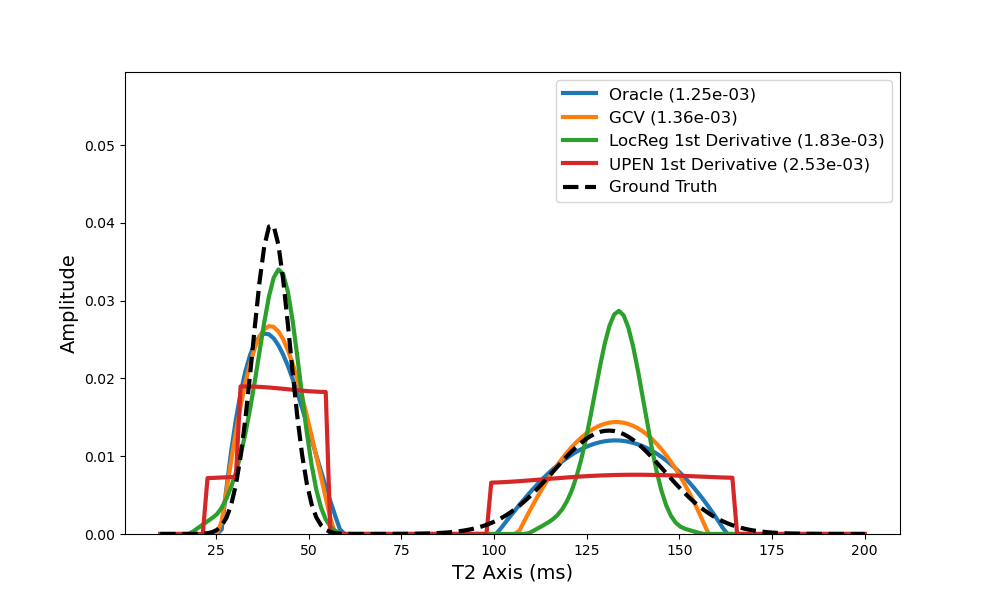 Oracle (1.25e-03)
GCV (1.36e-03)
LocReg 1st Derivative (1.83e-03)
UPEN 1st Derivative (2.53e-03)
Ground Truth
Amplitude
0.05
0.04
0.03
0.02
0.01
0.00
25
50
75
100
125
150
175
200
T2 Axis (ms)